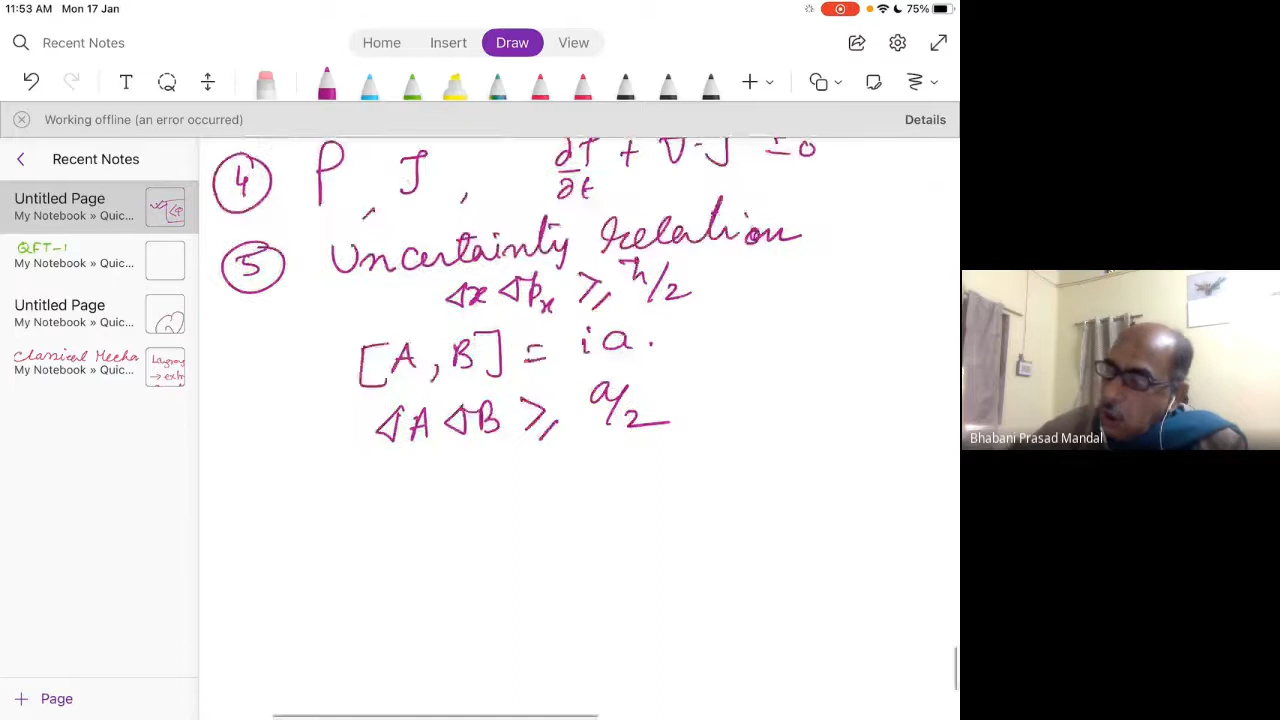 11:53 AM Mon 17 Jan
75%
Recent Notes
Home Insert Draw View
Working offline (an error occurred)
Details
Recent Notes
Untitled Page
My Notebook » Quic...
QFT-1
My Notebook » Quic...
Untitled Page
My Notebook » Quic...
Classical Mecha
My Notebook » Quic...
Page
④ P, J, ∂P/∂t + ∇·J = 0
⑤ Uncertainty Relation
Δx Δpₓ ≥ ħ/2
[A, B] = ia.
ΔA ΔB ≥ a/2
Bhabani Prasad Mandal